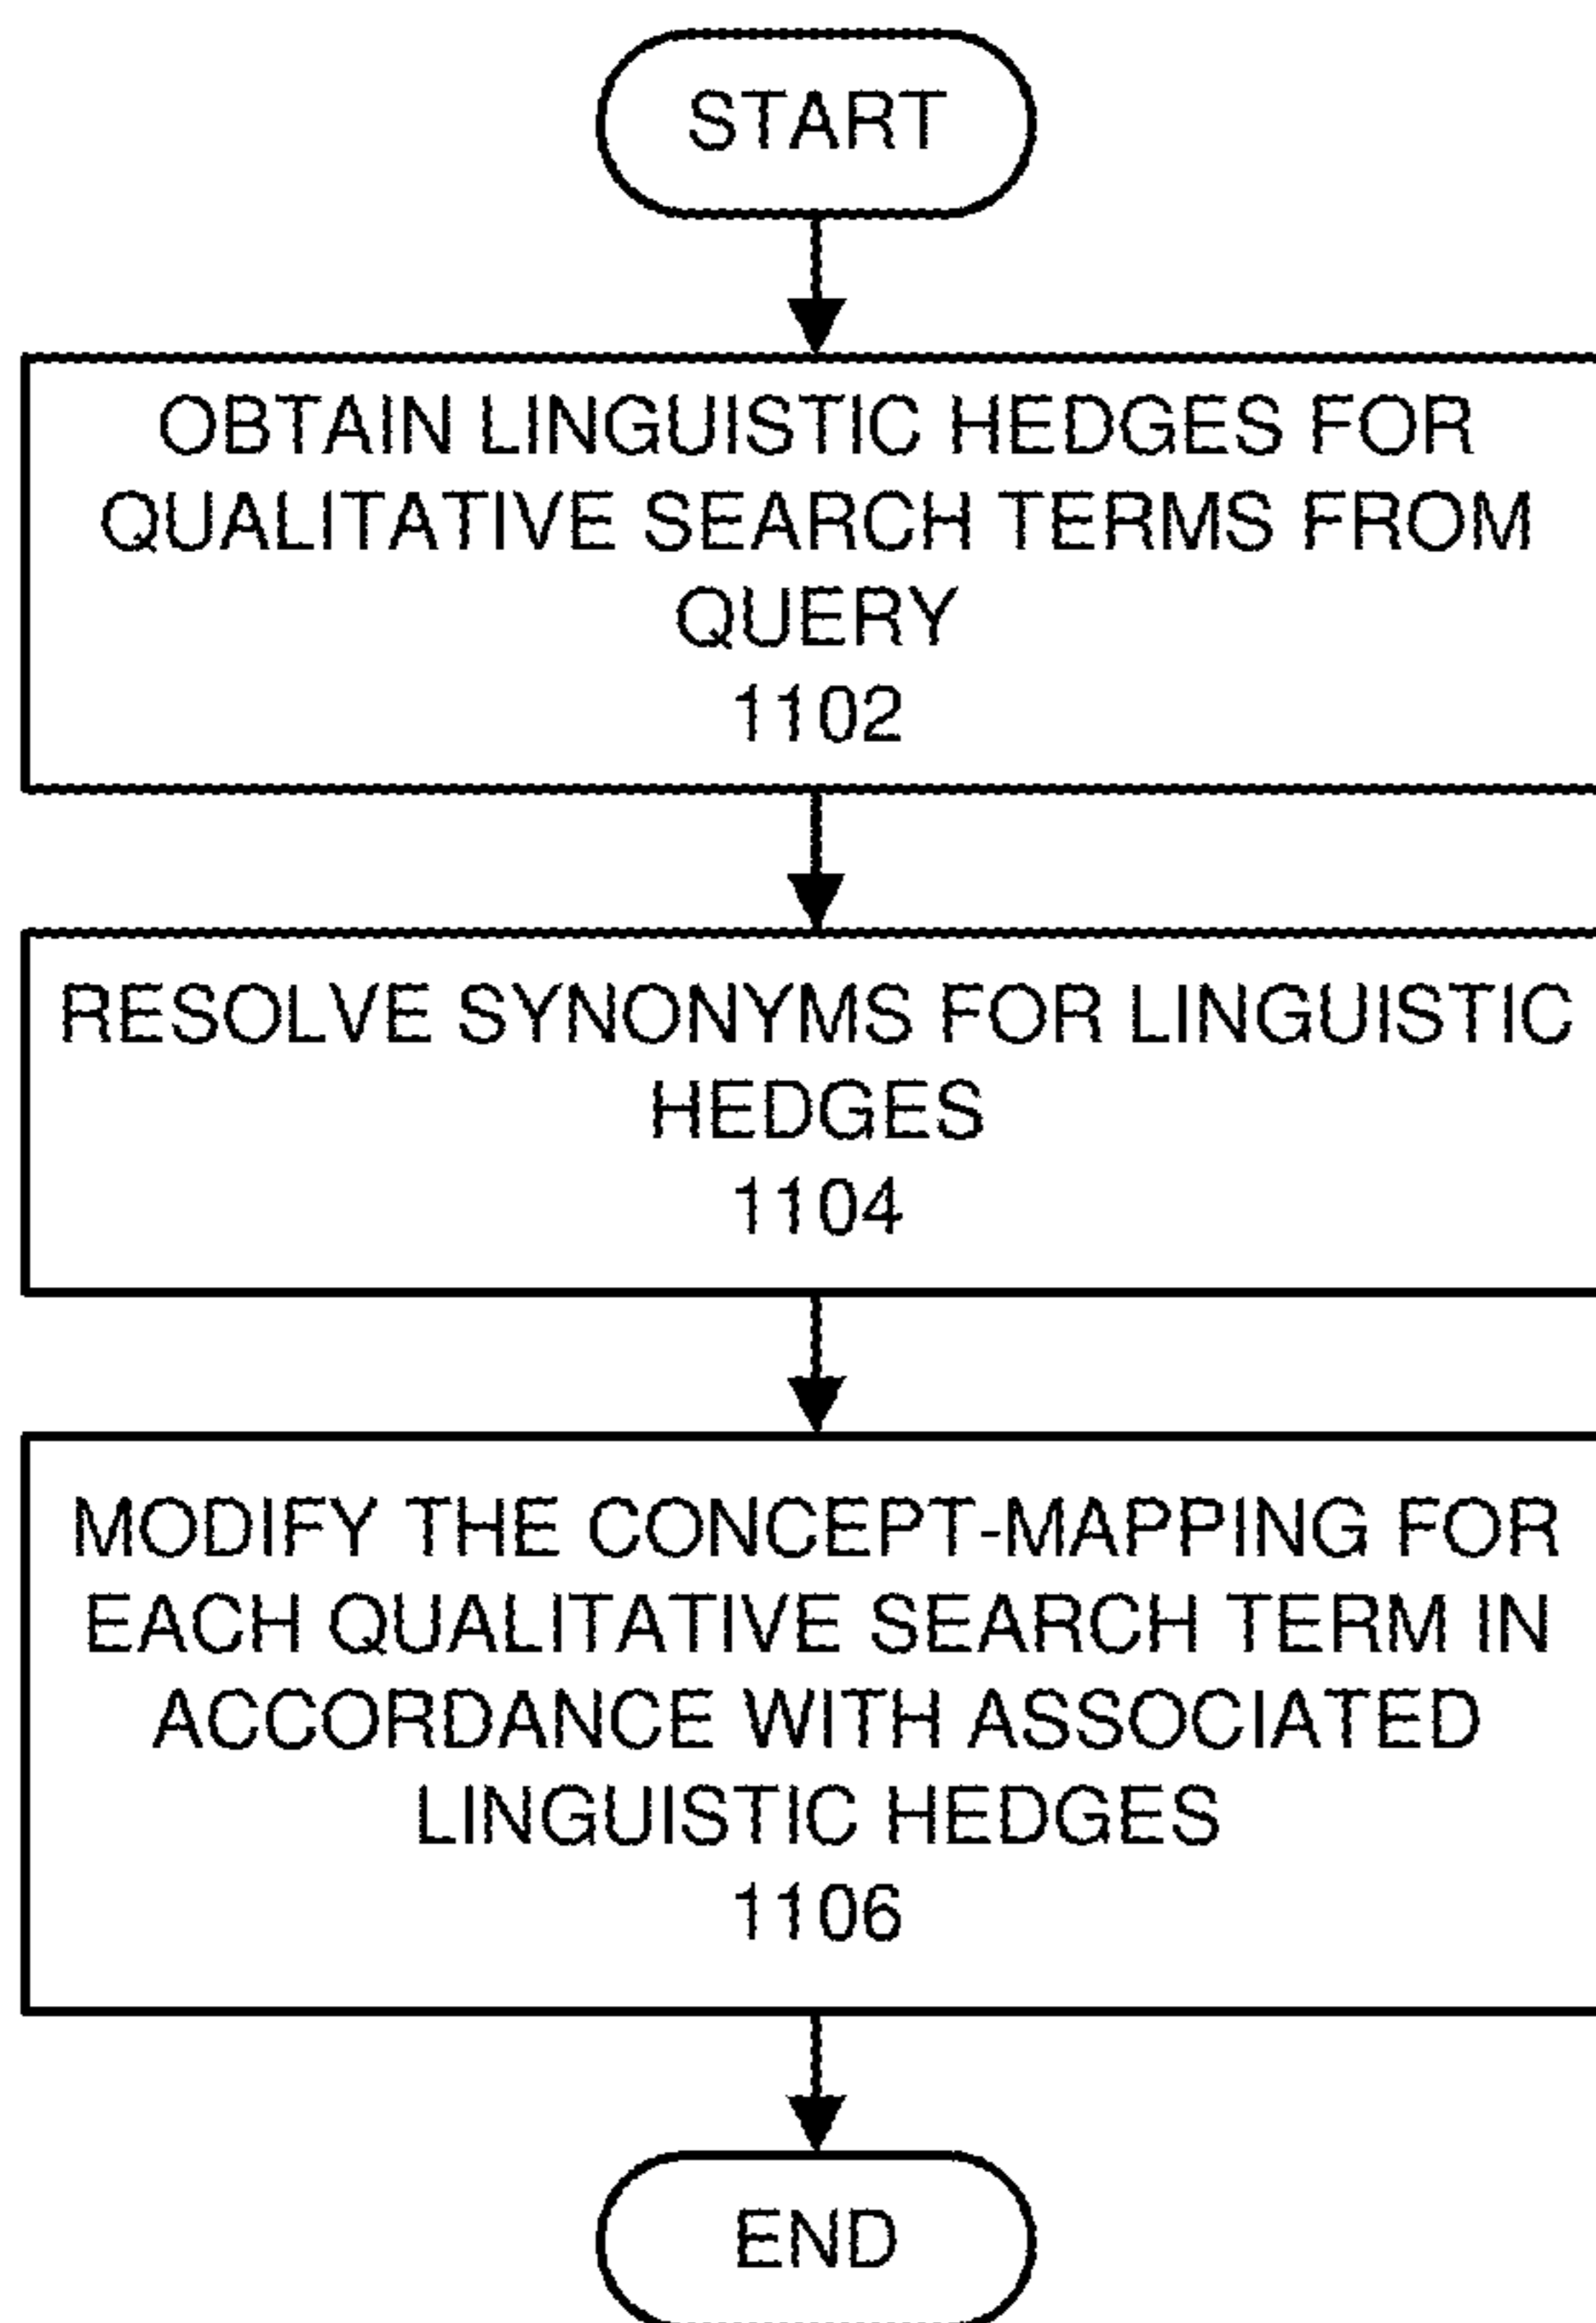 START
OBTAIN LINGUISTIC HEDGES FOR
QUALITATIVE SEARCH TERMS FROM
QUERY
1102
RESOLVE SYNONYMS FOR LINGUISTIC
HEDGES
1104
MODIFY THE CONCEPT-MAPPING FOR
EACH QUALITATIVE SEARCH TERM IN
ACCORDANCE WITH ASSOCIATED
LINGUISTIC HEDGES
1106
END